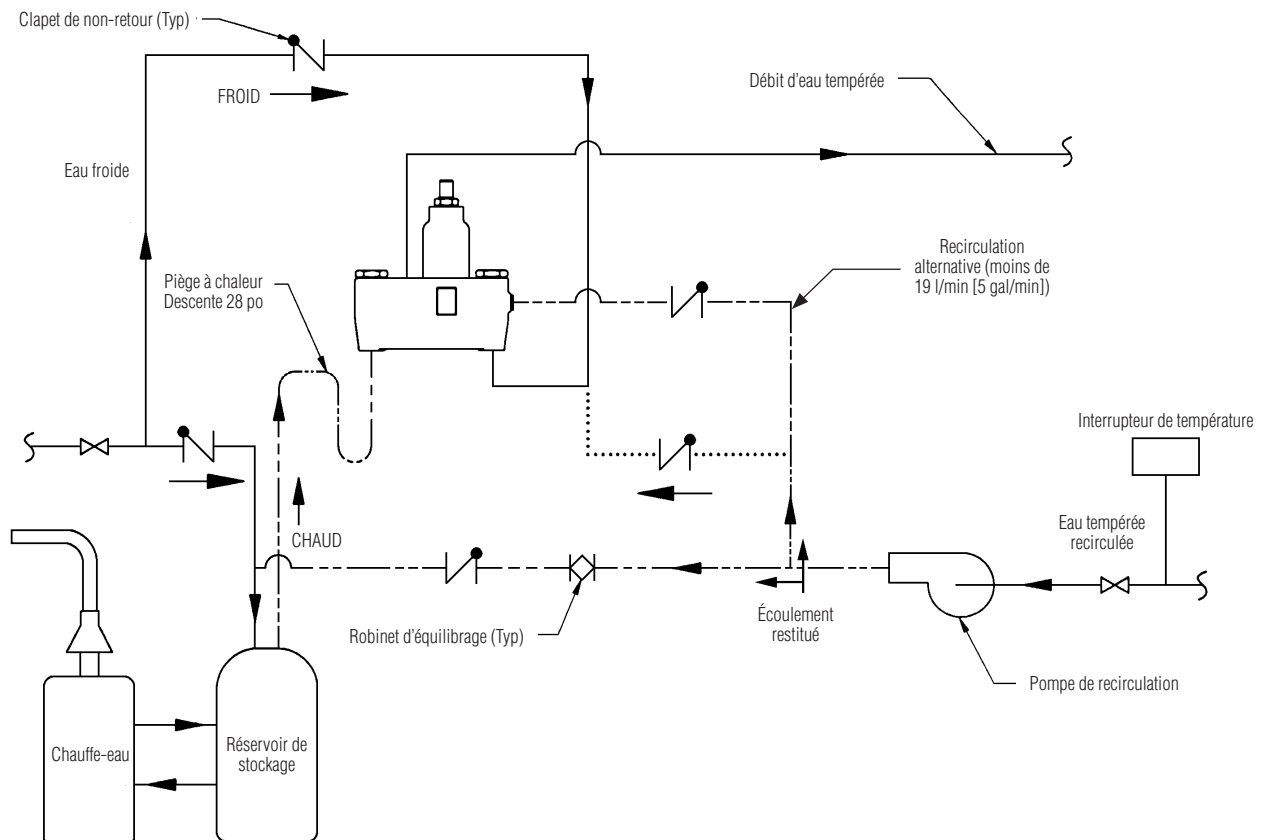 Clapet de non-retour (Typ)
FROID
Débit d'eau tempérée
Eau froide
Piège à chaleur
Descente 28 po
Recirculation
alternative (moins de
19 l/min [5 gal/min])
Interrupteur de température
CHAUD
Eau tempérée
recirculée
Robinet d'équilibrage (Typ)
Écoulement
restitué
Pompe de recirculation
Chauffe-eau
Réservoir de
stockage